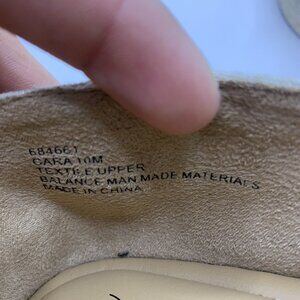 684661
CARA 10M
TEXTILE UPPER
BALANCE MAN MADE MATERIALS
MADE IN CHINA